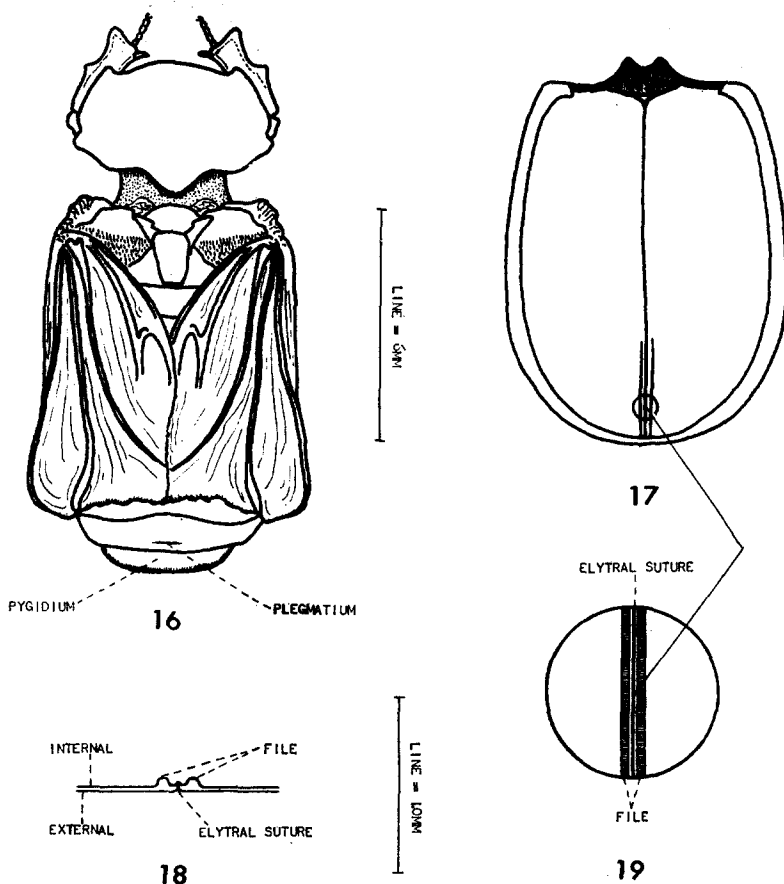 LINE = 6MM
17
ELYTRAL SUTURE
PYGIDIUM
PLEGMATIUM
16
INTERNAL
FILE
EXTERNAL
ELYTRAL SUTURE
18
LINE = 10MM
FILE
19